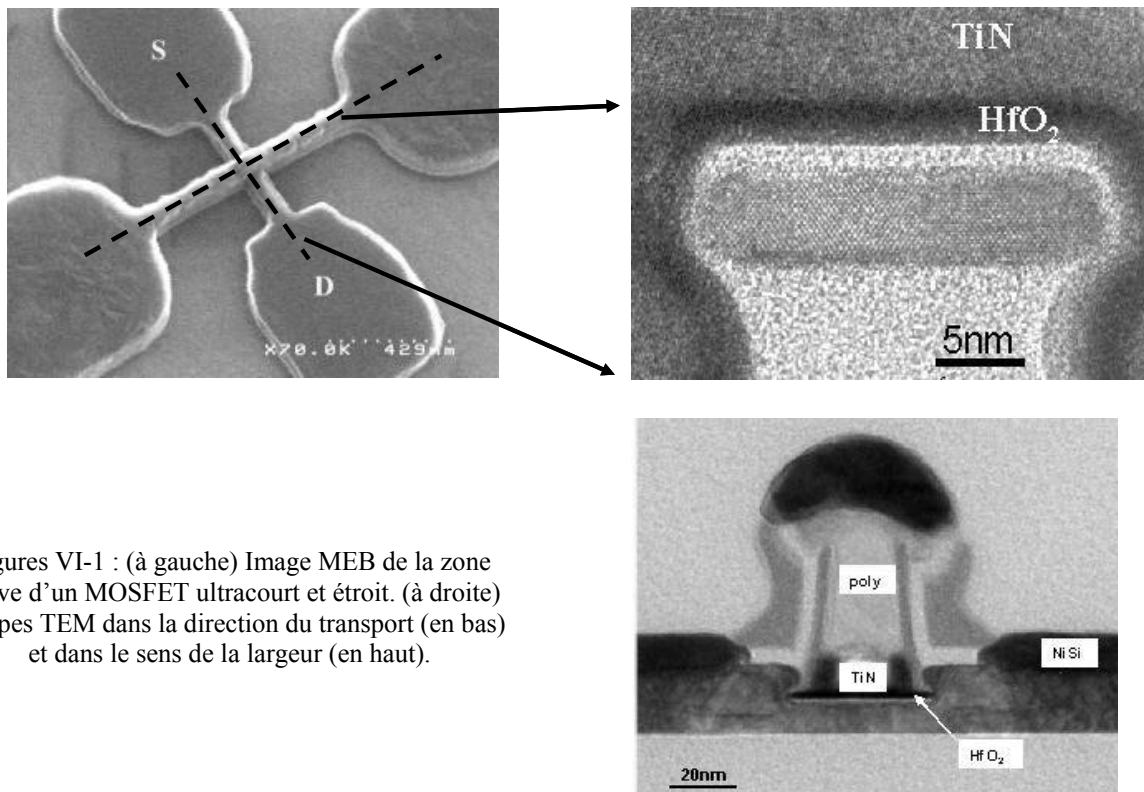 S
D
x70.0K 429nm
TiN
HfO₂
5nm
gures VI-1 : (à gauche) Image MEB de la zone
ve d’un MOSFET ultracourt et étroit. (à droite)
pes TEM dans la direction du transport (en bas)
et dans le sens de la largeur (en haut).
poly
TiN
NiSi
HfO₂
20nm